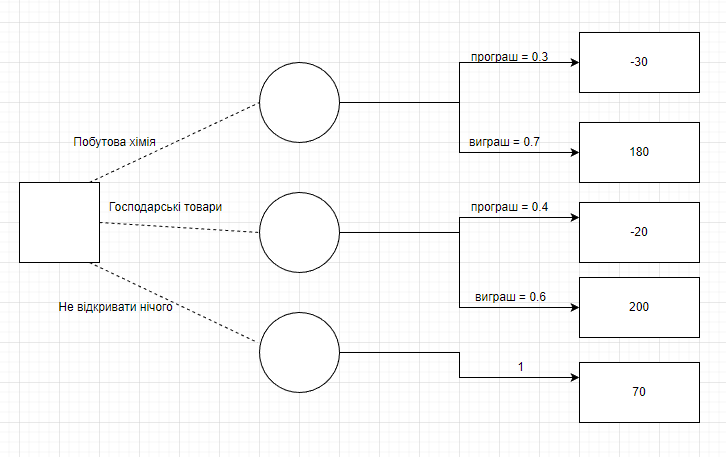 програш = 0.3
-30
Побутова хімія
виграш = 0.7
180
Господарські товари
програш = 0.4
-20
виграш = 0.6
200
Не відкривати нічого
1
70